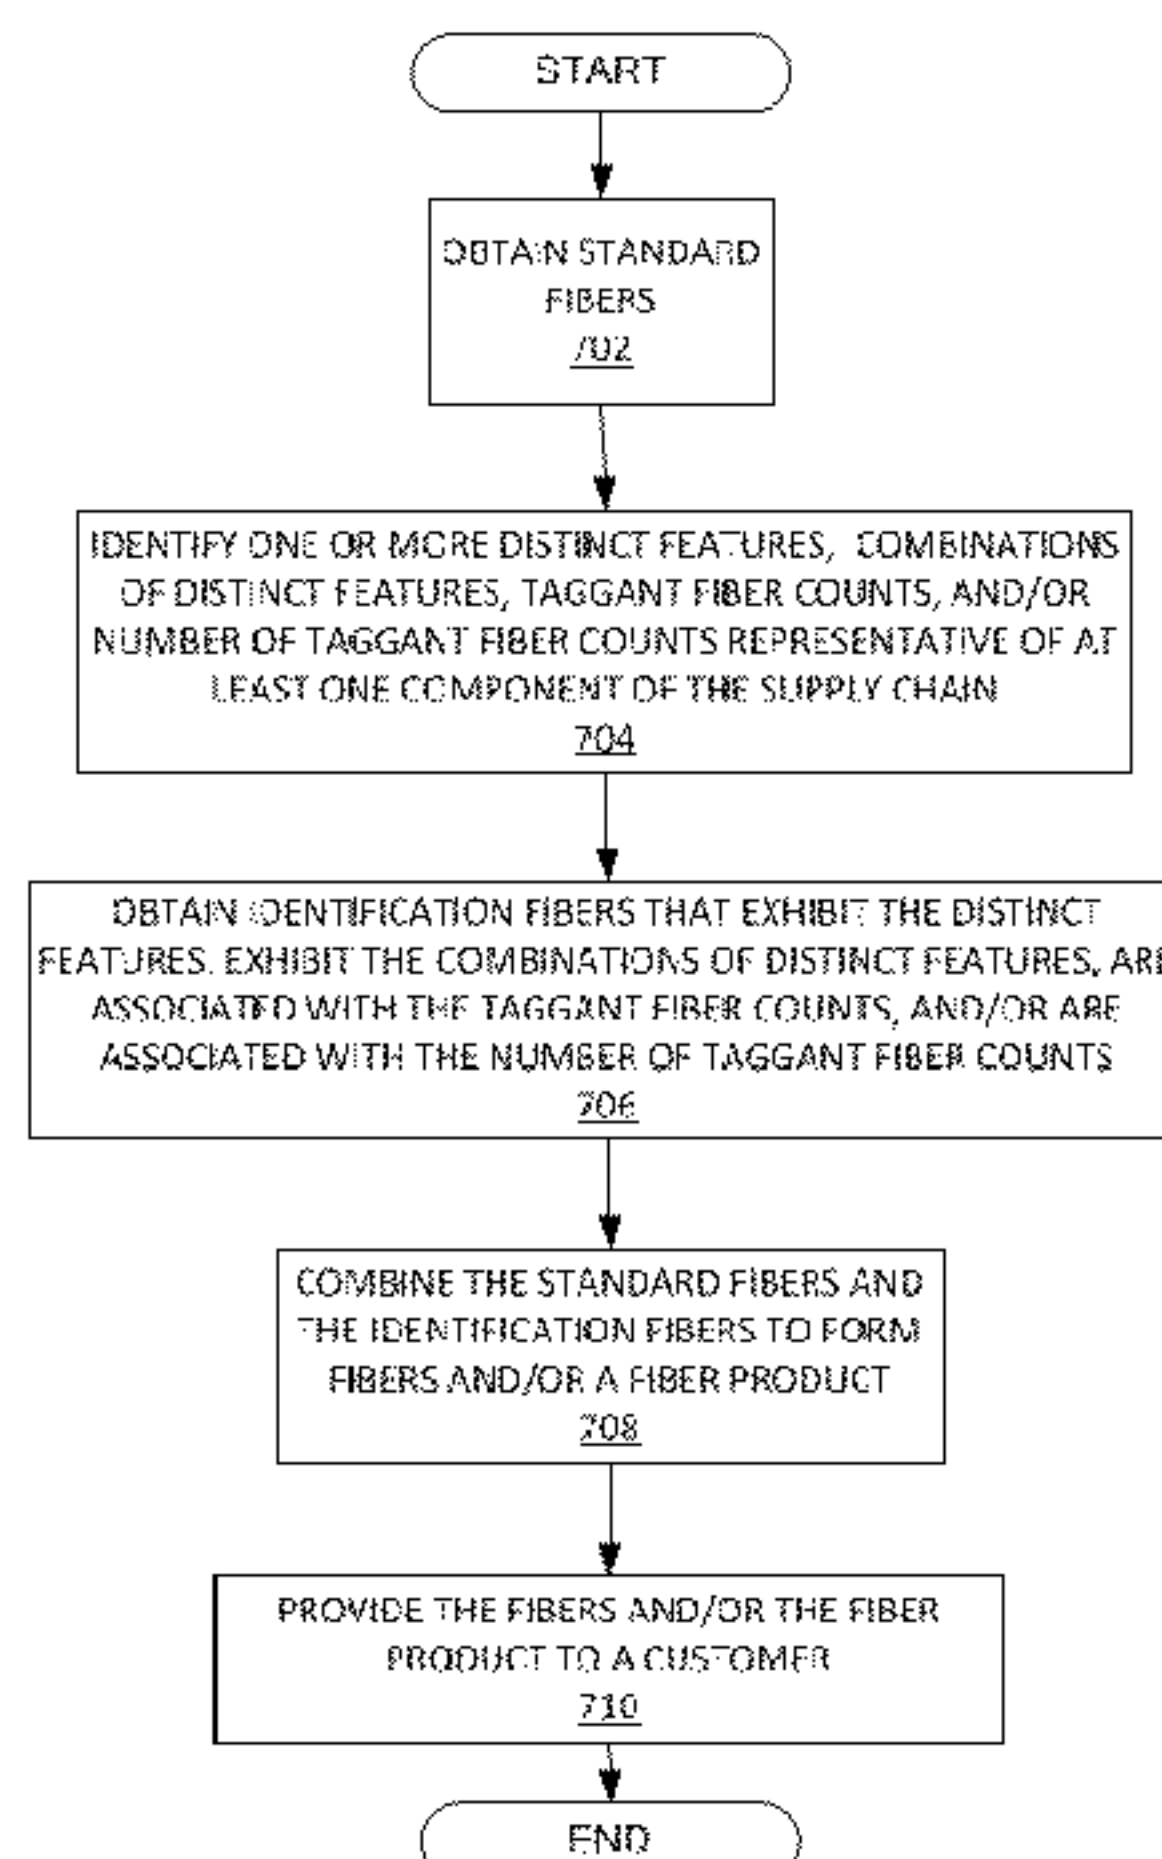 START
OBTAIN STANDARD
FIBERS
702
IDENTIFY ONE OR MORE DISTINCT FEATURES, COMBINATIONS
OF DISTINCT FEATURES, TAGGANT FIBER COUNTS, AND/OR
NUMBER OF TAGGANT FIBER COUNTS REPRESENTATIVE OF AT
LEAST ONE COMPONENT OF THE SUPPLY CHAIN
704
OBTAIN IDENTIFICATION FIBERS THAT EXHIBIT THE DISTINCT
FEATURES, EXHIBIT THE COMBINATIONS OF DISTINCT FEATURES, ARE
ASSOCIATED WITH THE TAGGANT FIBER COUNTS, AND/OR ARE
ASSOCIATED WITH THE NUMBER OF TAGGANT FIBER COUNTS
706
COMBINE THE STANDARD FIBERS AND
THE IDENTIFICATION FIBERS TO FORM
FIBERS AND/OR A FIBER PRODUCT
708
PROVIDE THE FIBERS AND/OR THE FIBER
PRODUCT TO A CUSTOMER
710
END